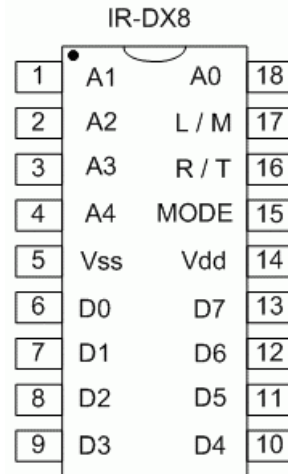 IR-DX8
1 A1 A0 18
2 A2 L / M 17
3 A3 R / T 16
4 A4 MODE 15
5 Vss Vdd 14
6 D0 D7 13
7 D1 D6 12
8 D2 D5 11
9 D3 D4 10